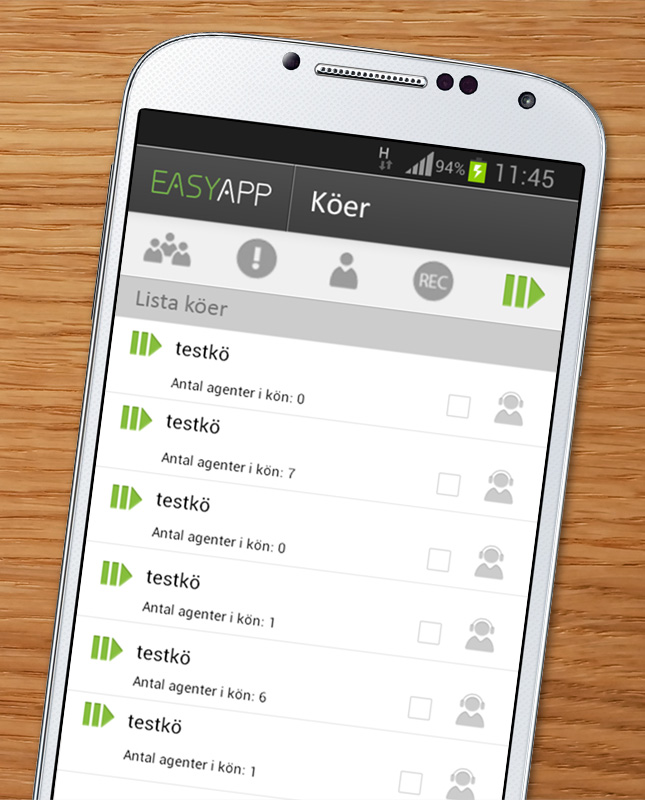 H 94% 11:45
EASYAPP Köer
REC
Lista köer
testkö
Antal agenter i kön: 0
testkö
Antal agenter i kön: 7
testkö
Antal agenter i kön: 0
testkö
Antal agenter i kön: 1
testkö
Antal agenter i kön: 6
testkö
Antal agenter i kön: 1